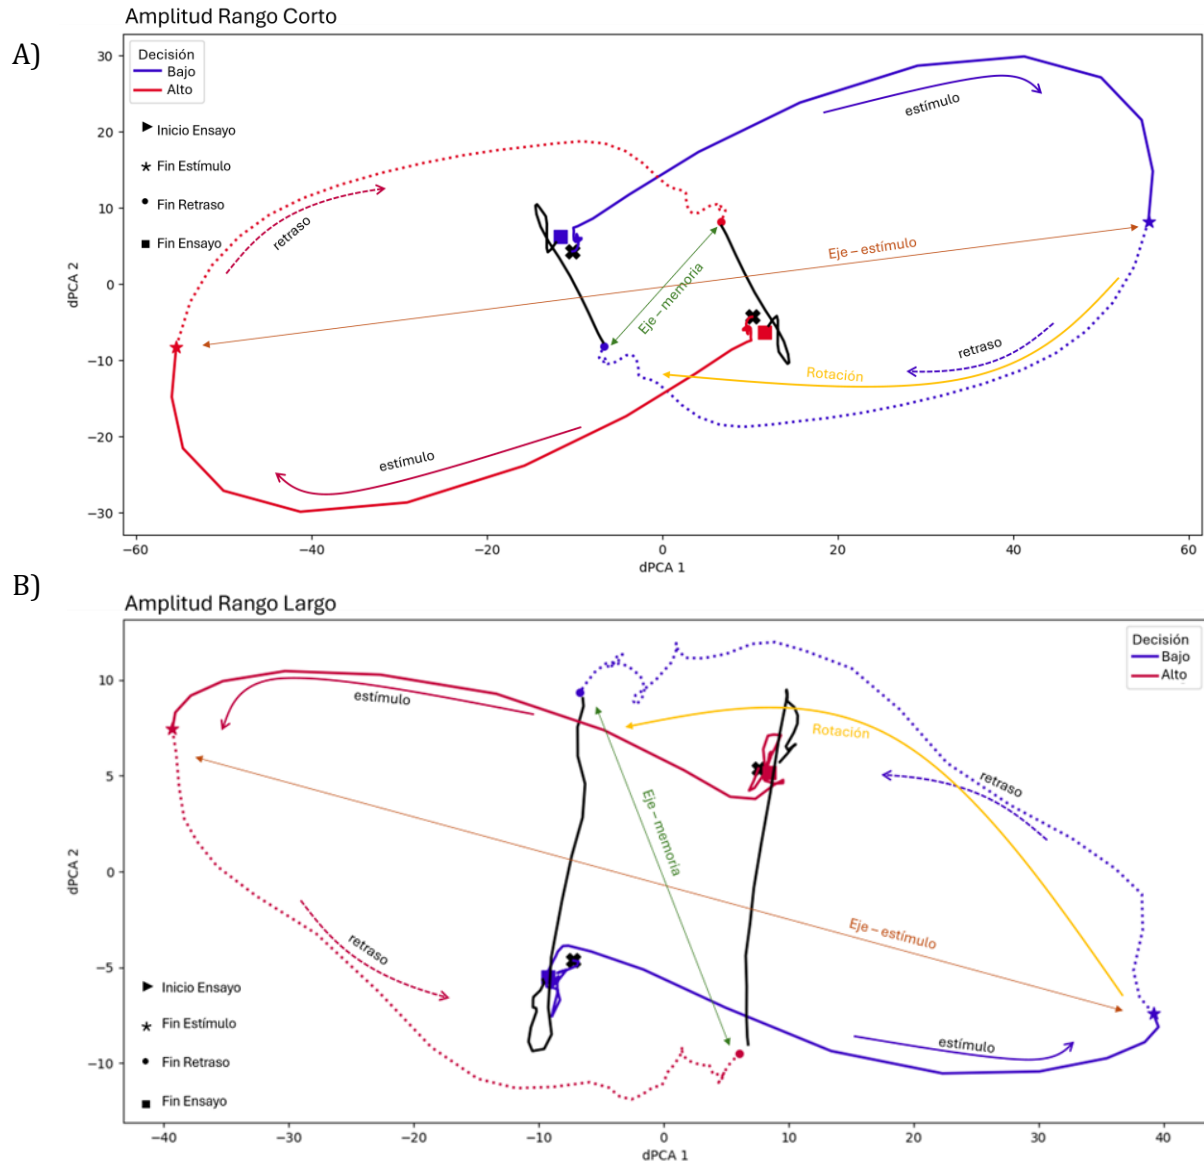 Amplitud Rango Corto
A)
Decisión
Bajo
Alto
Inicio Ensayo
Fin Estímulo
Fin Retraso
Fin Ensayo
estímulo
retraso
Eje – estímulo
Eje – memoria
retraso
Rotación
estímulo
30
20
10
0
−10
−20
−30
dPCA 2
−60
−40
−20
0
20
40
60
dPCA 1
B)
Amplitud Rango Largo
Decisión
Bajo
Alto
estímulo
Rotación
retraso
Eje – memoria
Eje – estímulo
retraso
estímulo
Inicio Ensayo
Fin Estímulo
Fin Retraso
Fin Ensayo
10
5
0
−5
−10
dPCA 2
−40
−30
−20
−10
0
10
20
30
40
dPCA 1